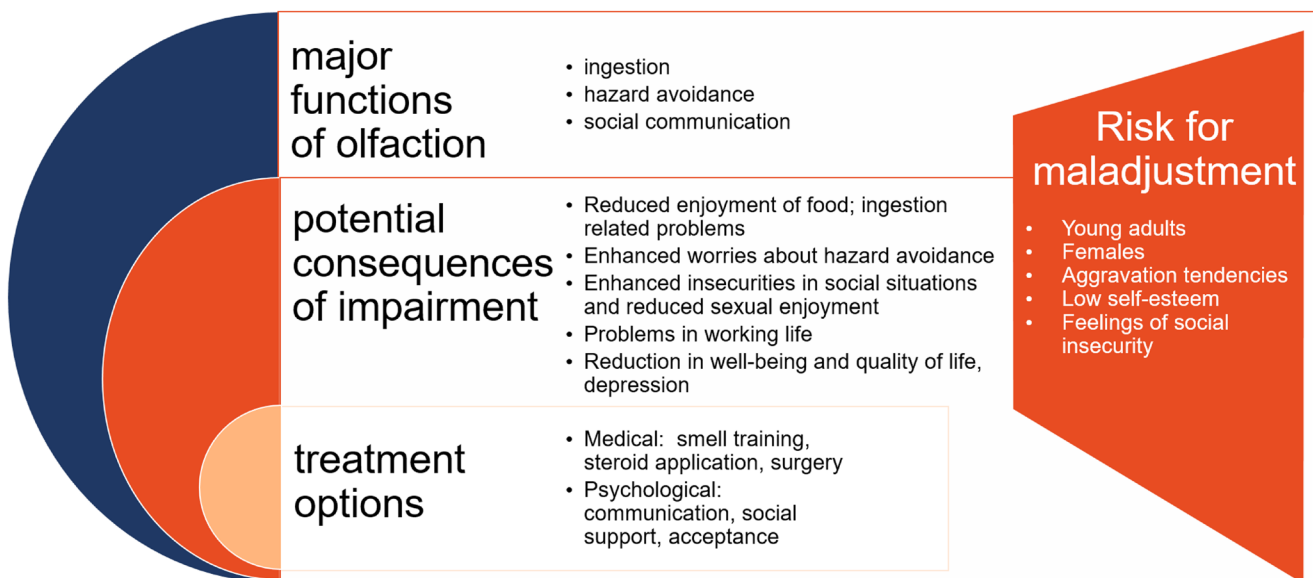 major
functions
of olfaction
• ingestion
• hazard avoidance
• social communication
potential
consequences
of impairment
• Reduced enjoyment of food; ingestion
related problems
• Enhanced worries about hazard avoidance
• Enhanced insecurities in social situations
and reduced sexual enjoyment
• Problems in working life
• Reduction in well-being and quality of life,
depression
treatment
options
• Medical: smell training,
steroid application, surgery
• Psychological:
communication, social
support, acceptance
Risk for
maladjustment
• Young adults
• Females
• Aggravation tendencies
• Low self-esteem
• Feelings of social
insecurity